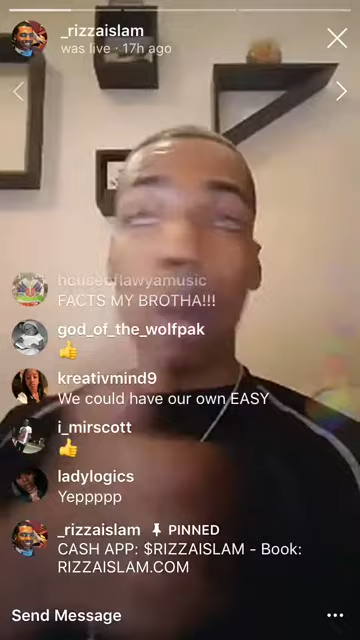 _rizzaislam
was live · 17h ago
houseoflawyamusic
FACTS MY BROTHA!!!
god_of_the_wolfpak
👍
kreativmind9
We could have our own EASY
i_mirscott
👍
ladylogics
Yeppppp
_rizzaislam PINNED
CASH APP: $RIZZAISLAM - Book:
RIZZAISLAM.COM
Send Message